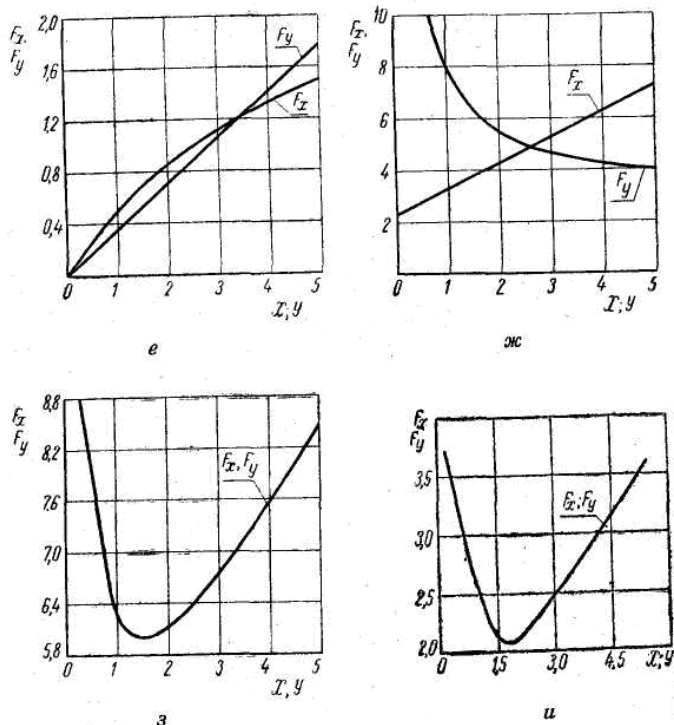 Fx, Fy
2,0
1,6
1,2
0,8
0,4
0 1 2 3 4 5
x; y
Fy
Fx
е
Fx, Fy
10
8
6
4
2
0 1 2 3 4 5
x; y
Fx
Fy
ж
Fx Fy
8,8
8,2
7,6
7,0
6,4
5,8
0 1 2 3 4 5
x; y
Fx, Fy
з
Fx Fy
3,5
3,0
2,5
2,0
0 1,5 3,0 4,5 x; y
Fx; Fy
и